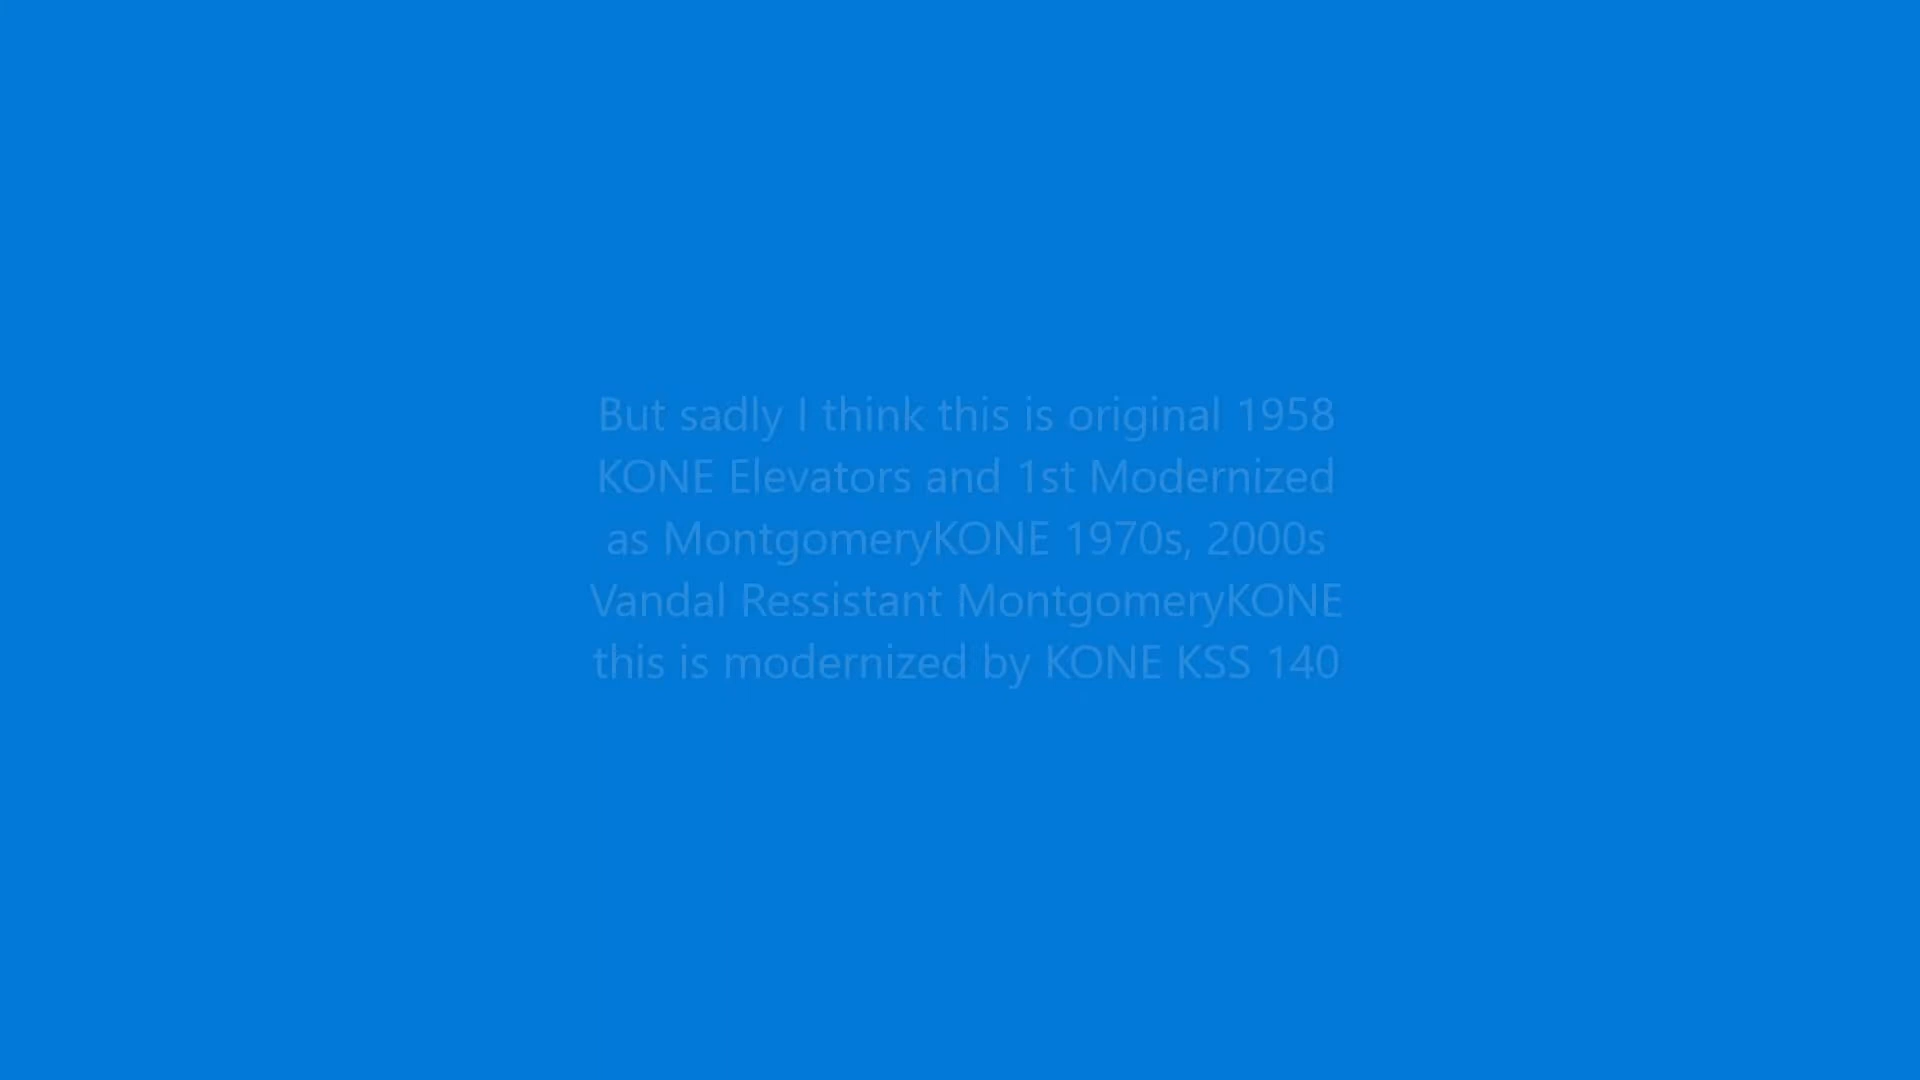 But sadly I think this is original 1958
KONE Elevators and 1st Modernized
as MontgomeryKONE 1970s, 2000s
Vandal Ressistant MontgomeryKONE
this is modernized by KONE KSS 140